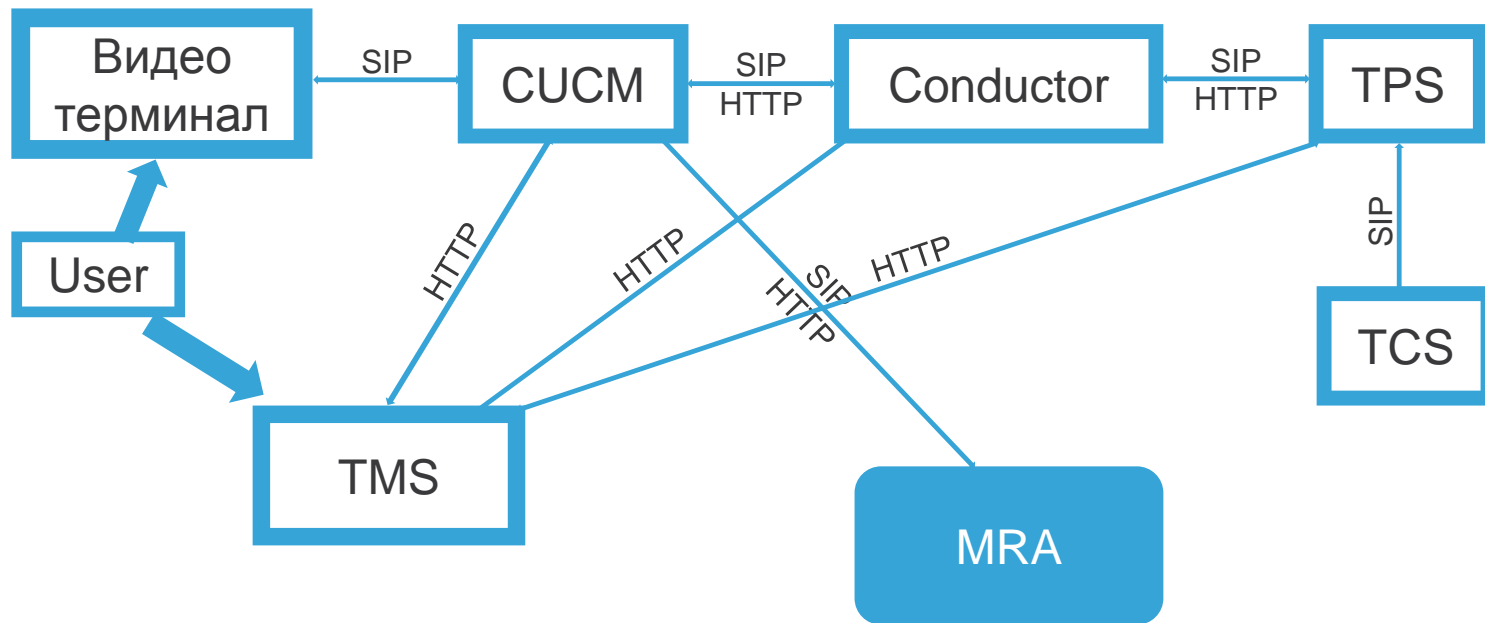 Видео
терминал
SIP
CUCM
SIP
HTTP
Conductor
SIP
HTTP
TPS
User
HTTP
HTTP
SIP
HTTP
HTTP
SIP
TCS
TMS
MRA